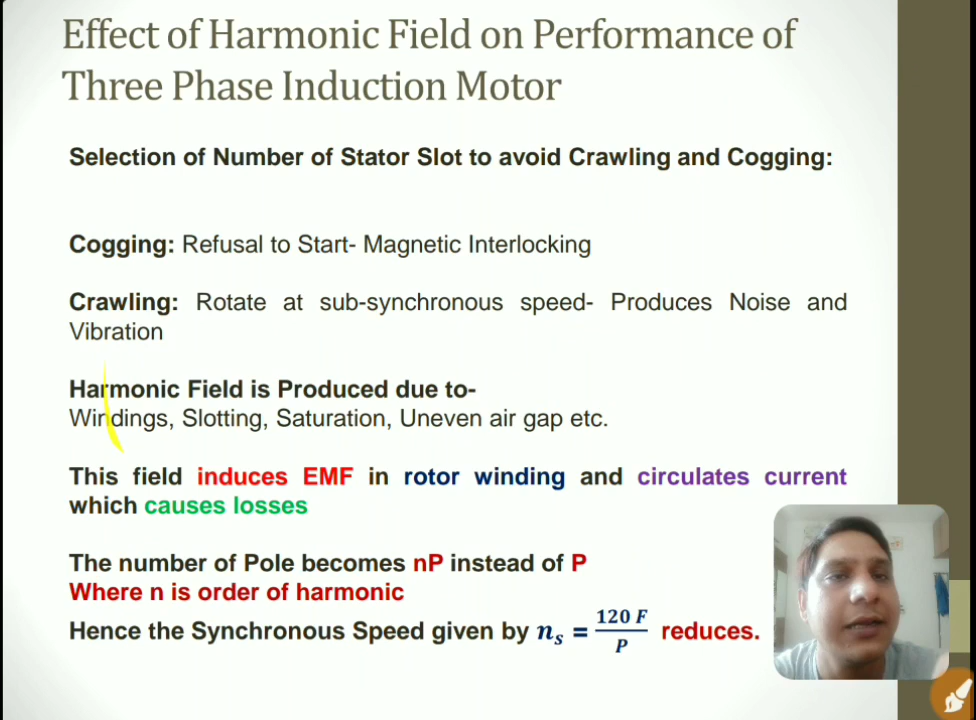 Effect of Harmonic Field on Performance of
Three Phase Induction Motor
Selection of Number of Stator Slot to avoid Crawling and Cogging:
Cogging: Refusal to Start- Magnetic Interlocking
Crawling: Rotate at sub-synchronous speed- Produces Noise and
Vibration
Harmonic Field is Produced due to-
Windings, Slotting, Saturation, Uneven air gap etc.
This field induces EMF in rotor winding and circulates current
which causes losses
The number of Pole becomes nP instead of P
Where n is order of harmonic
Hence the Synchronous Speed given by nₛ = 120 F / P reduces.